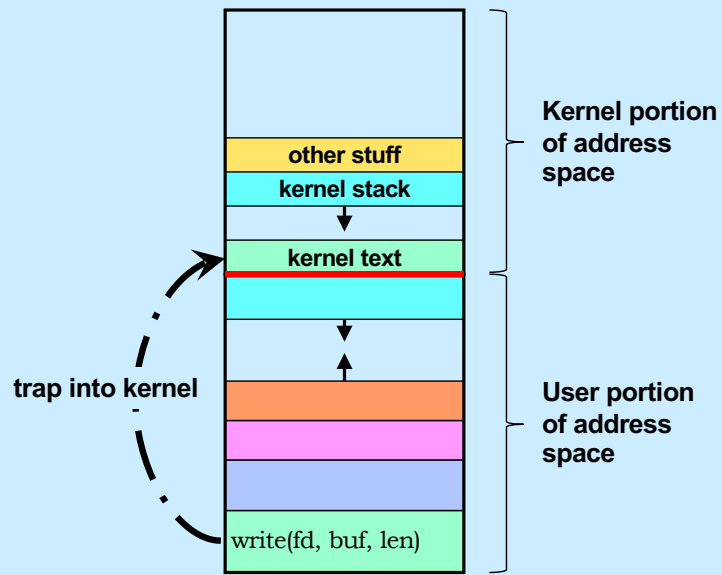 other stuff
kernel stack
kernel text
Kernel portion
of address
space
trap into kernel
User portion
of address
space
write(fd, buf, len)